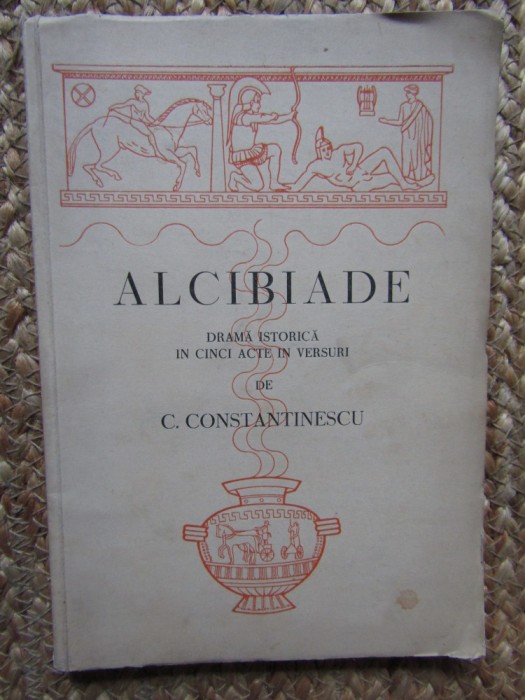 ALCIBIADE
DRAMĂ ISTORICĂ
IN CINCI ACTE IN VERSURI
DE
C. CONSTANTINESCU